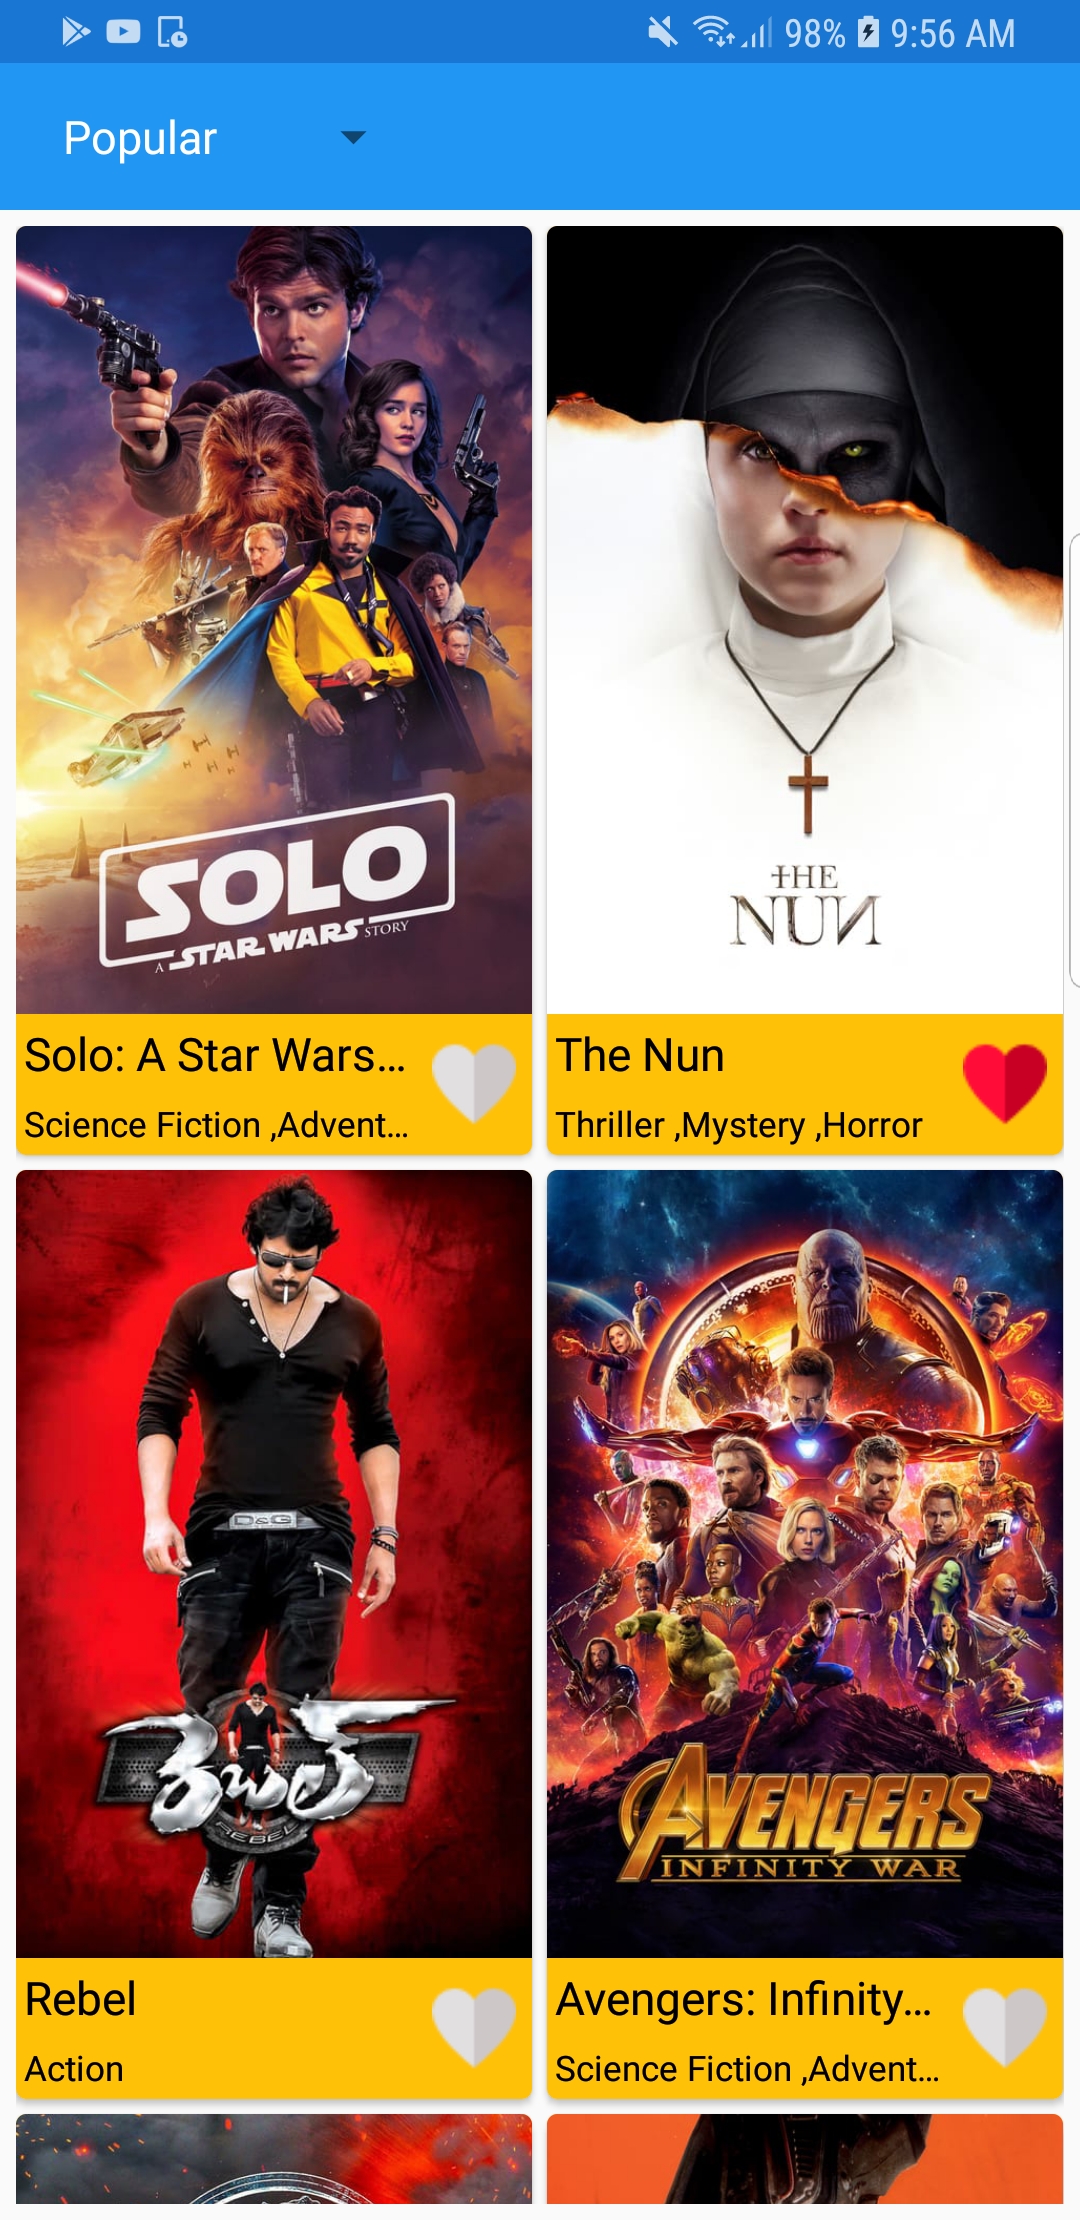 98% 9:56 AM
Popular
SOLO
A STAR WARS STORY
THE
NUN
Solo: A Star Wars...
Science Fiction ,Advent...
The Nun
Thriller ,Mystery ,Horror
D&G
రెబల్
REBEL
AVENGERS
INFINITY WAR
Rebel
Action
Avengers: Infinity...
Science Fiction ,Advent...